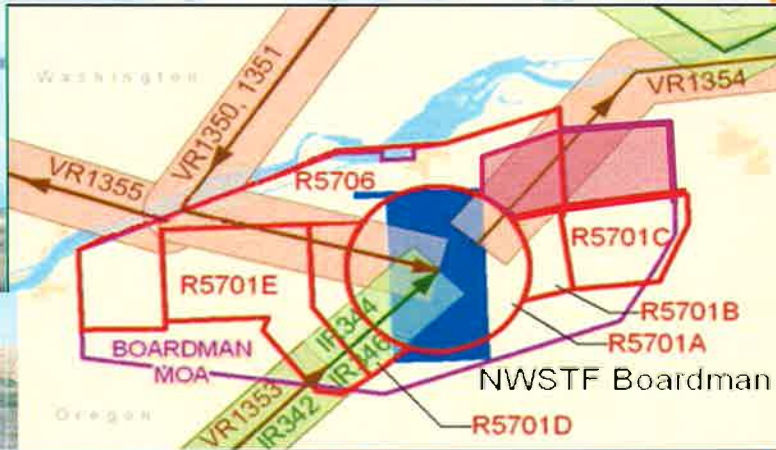 Washington
VR1350, 1351
VR1354
VR1355
R5706
R5701E
R5701C
R5701B
R5701A
BOARDMAN
MOA
IR344
IR346
NWSTF Boardman
VR1353
IR342
Oregon
R5701D